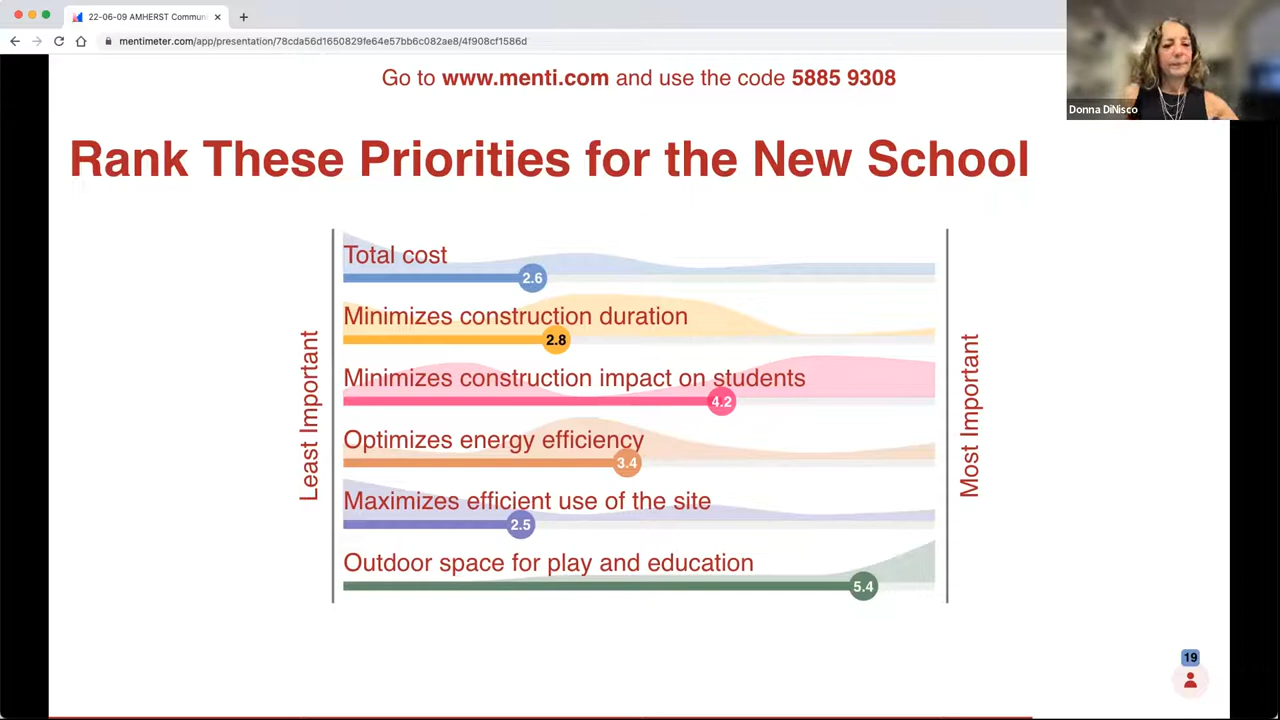 22-06-09 AMHERST Commun
mentimeter.com/app/presentation/78cda56d1650829fe64e57bb6c082ae8/4f908cf1586d
Go to www.menti.com and use the code 5885 9308
Donna DiNisco
Rank These Priorities for the New School
Least Important
Total cost
2.6
Minimizes construction duration
2.8
Minimizes construction impact on students
4.2
Optimizes energy efficiency
3.4
Maximizes efficient use of the site
2.5
Outdoor space for play and education
5.4
Most Important
19